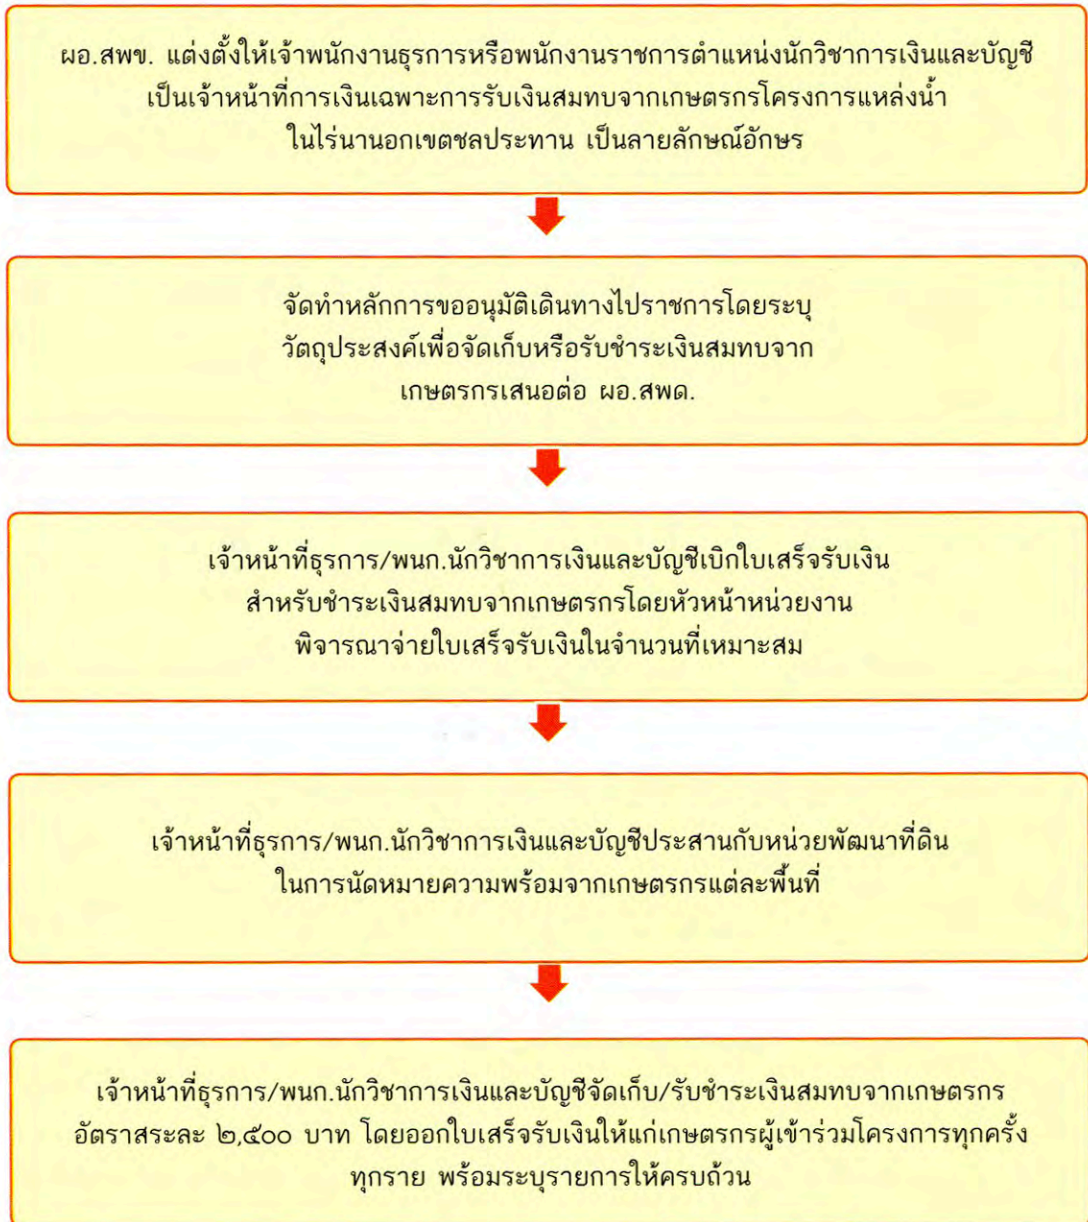 ผอ.สพข. แต่งตั้งให้เจ้าพนักงานธุรการหรือพนักงานราชการตำแหน่งนักวิชาการเงินและบัญชี
เป็นเจ้าหน้าที่การเงินเฉพาะการรับเงินสมทบจากเกษตรกรโครงการแหล่งน้ำ
ในไร่นานอกเขตชลประทาน เป็นลายลักษณ์อักษร
จัดทำหลักการขออนุมัติเดินทางไปราชการโดยระบุ
วัตถุประสงค์เพื่อจัดเก็บหรือรับชำระเงินสมทบจาก
เกษตรกรเสนอต่อ ผอ.สพด.
เจ้าหน้าที่ธุรการ/พนก.นักวิชาการเงินและบัญชีเบิกใบเสร็จรับเงิน
สำหรับชำระเงินสมทบจากเกษตรกรโดยหัวหน้าหน่วยงาน
พิจารณาจ่ายใบเสร็จรับเงินในจำนวนที่เหมาะสม
เจ้าหน้าที่ธุรการ/พนก.นักวิชาการเงินและบัญชีประสานกับหน่วยพัฒนาที่ดิน
ในการนัดหมายความพร้อมจากเกษตรกรแต่ละพื้นที่
เจ้าหน้าที่ธุรการ/พนก.นักวิชาการเงินและบัญชีจัดเก็บ/รับชำระเงินสมทบจากเกษตรกร
อัตราสระละ ๒,๕๐๐ บาท โดยออกใบเสร็จรับเงินให้แก่เกษตรกรผู้เข้าร่วมโครงการทุกครั้ง
ทุกราย พร้อมระบุรายการให้ครบถ้วน